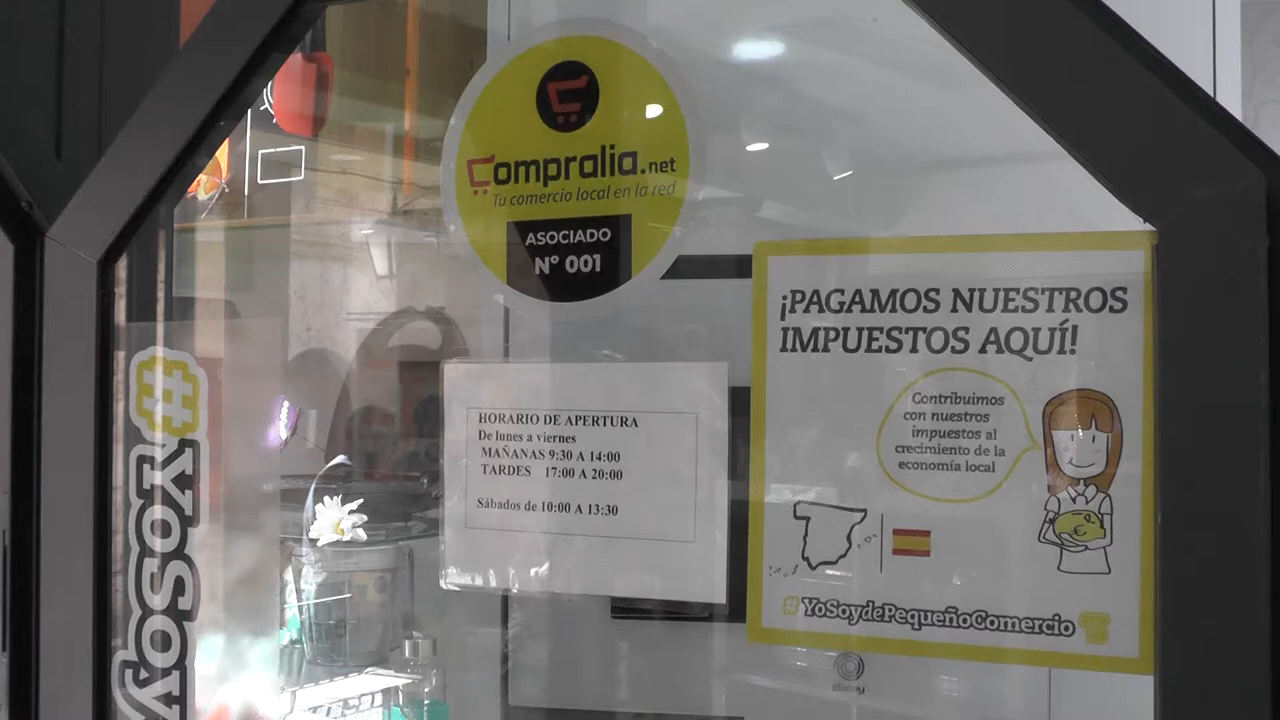 Compralia.net
Tu comercio local en la red
ASOCIADO
Nº 001
¡PAGAMOS NUESTROS
IMPUESTOS AQUÍ!
Contribuimos
con nuestros
impuestos al
crecimiento de la
economía local
#YoSoydePequeñoComercio
HORARIO DE APERTURA
De lunes a viernes
MAÑANAS 9:30 A 14:00
TARDES 17:00 A 20:00
Sábados de 10:00 A 13:30
#YoSoy